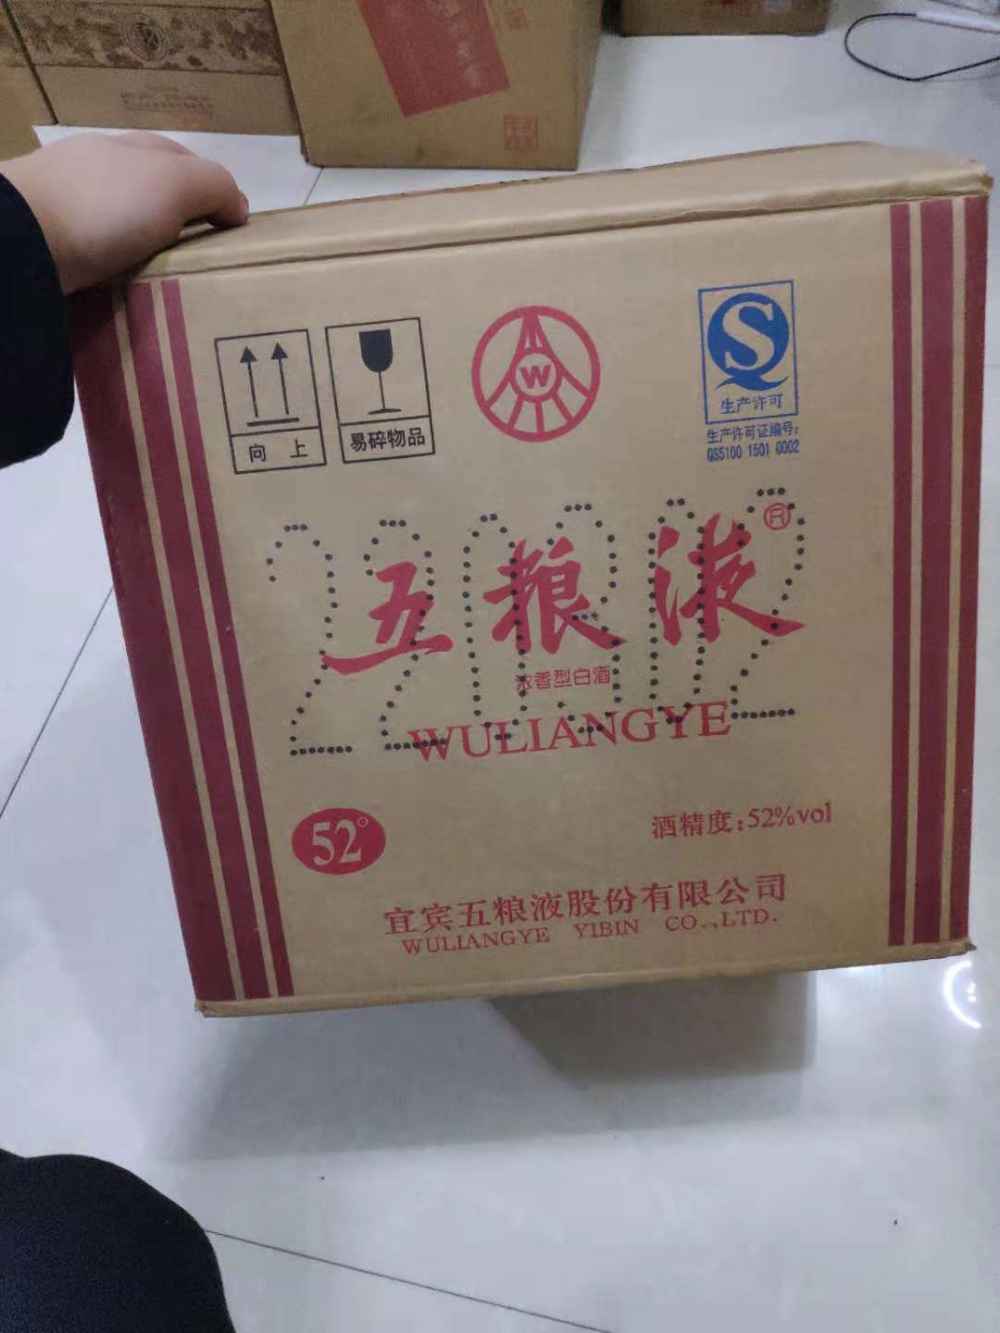 向 上
易碎物品
W
生产许可
生产许可证编号:
QS5100 1501 0002
五粮液®
浓香型白酒
WULIANGYE
52°
酒精度:52%vol
宜宾五粮液股份有限公司
WULIANGYE YIBIN CO.,LTD.